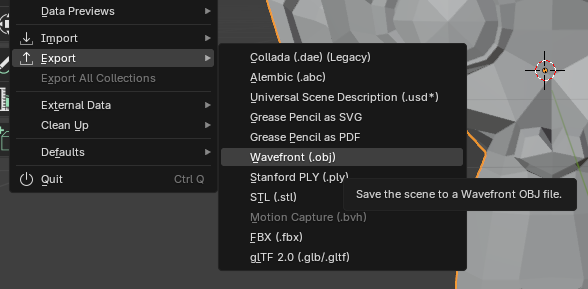 Data Previews
Import
Export
Export All Collections
External Data
Clean Up
Defaults
Quit Ctrl Q
Collada (.dae) (Legacy)
Alembic (.abc)
Universal Scene Description (.usd*)
Grease Pencil as SVG
Grease Pencil as PDF
Wavefront (.obj)
Stanford PLY (.ply)
STL (.stl)
Motion Capture (.bvh)
FBX (.fbx)
glTF 2.0 (.glb/.gltf)
Save the scene to a Wavefront OBJ file.